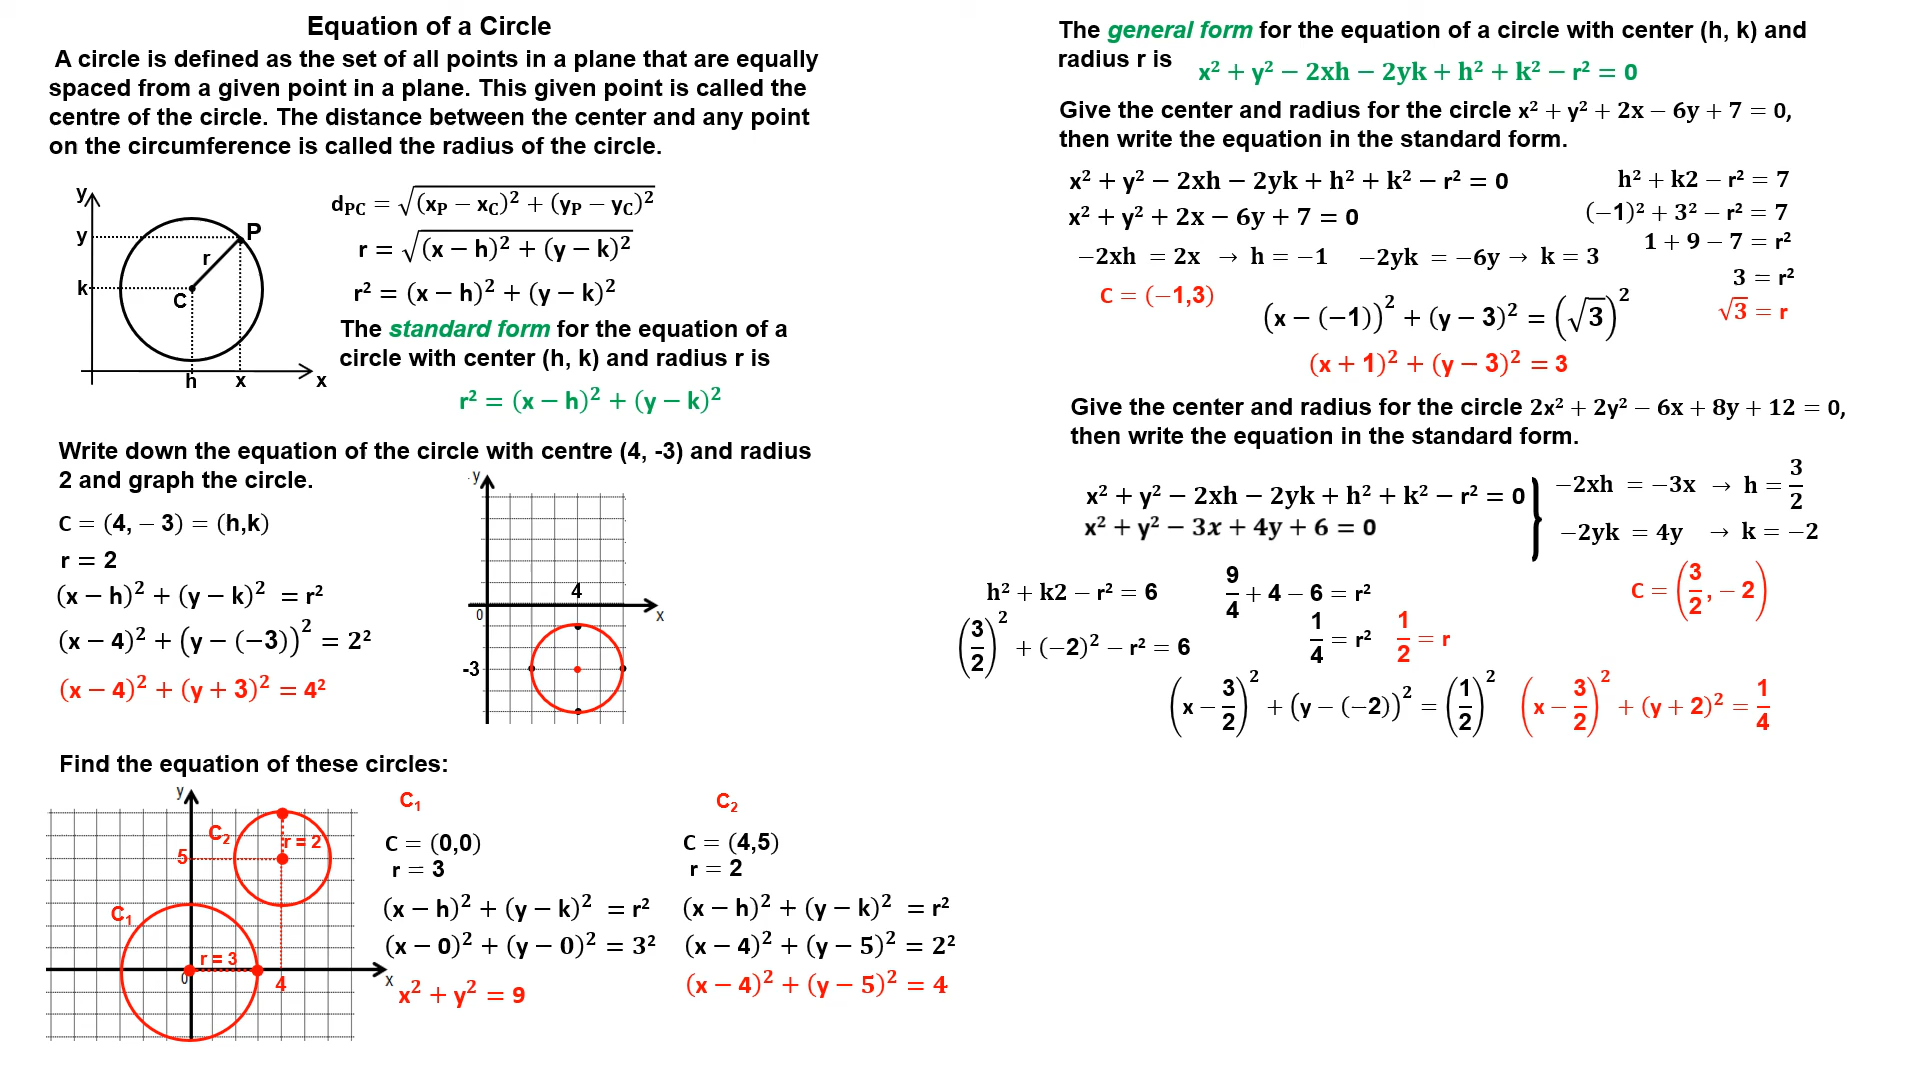 Equation of a Circle
A circle is defined as the set of all points in a plane that are equally
spaced from a given point in a plane. This given point is called the
centre of the circle. The distance between the center and any point
on the circumference is called the radius of the circle.
y
y
k
P
r
C
h
x
x
d_PC = √((x_P − x_C)² + (y_P − y_C)²)
r = √((x − h)² + (y − k)²)
r² = (x − h)² + (y − k)²
The standard form for the equation of a
circle with center (h, k) and radius r is
r² = (x − h)² + (y − k)²
Write down the equation of the circle with centre (4, -3) and radius
2 and graph the circle.
C = (4, − 3) = (h,k)
r = 2
(x − h)² + (y − k)² = r²
(x − 4)² + (y − (−3))² = 2²
(x − 4)² + (y + 3)² = 4²
y
4
0
x
-3
Find the equation of these circles:
y
C₂
r = 2
5
C₁
r = 3
0
4
x
C₁
C = (0,0)
r = 3
(x − h)² + (y − k)² = r²
(x − 0)² + (y − 0)² = 3²
x² + y² = 9
C₂
C = (4,5)
r = 2
(x − h)² + (y − k)² = r²
(x − 4)² + (y − 5)² = 2²
(x − 4)² + (y − 5)² = 4
The general form for the equation of a circle with center (h, k) and
radius r is x² + y² − 2xh − 2yk + h² + k² − r² = 0
Give the center and radius for the circle x² + y² + 2x − 6y + 7 = 0,
then write the equation in the standard form.
x² + y² − 2xh − 2yk + h² + k² − r² = 0
x² + y² + 2x − 6y + 7 = 0
−2xh = 2x → h = −1 −2yk = −6y → k = 3
C = (−1,3)
h² + k2 − r² = 7
(−1)² + 3² − r² = 7
1 + 9 − 7 = r²
3 = r²
√3 = r
(x − (−1))² + (y − 3)² = (√3)²
(x + 1)² + (y − 3)² = 3
Give the center and radius for the circle 2x² + 2y² − 6x + 8y + 12 = 0,
then write the equation in the standard form.
x² + y² − 2xh − 2yk + h² + k² − r² = 0
x² + y² − 3x + 4y + 6 = 0
−2xh = −3x → h = 3/2
−2yk = 4y → k = −2
C = (3/2, − 2)
h² + k2 − r² = 6
(3/2)² + (−2)² − r² = 6
9/4 + 4 − 6 = r²
1/4 = r² 1/2 = r
(x − 3/2)² + (y − (−2))² = (1/2)² (x − 3/2)² + (y + 2)² = 1/4